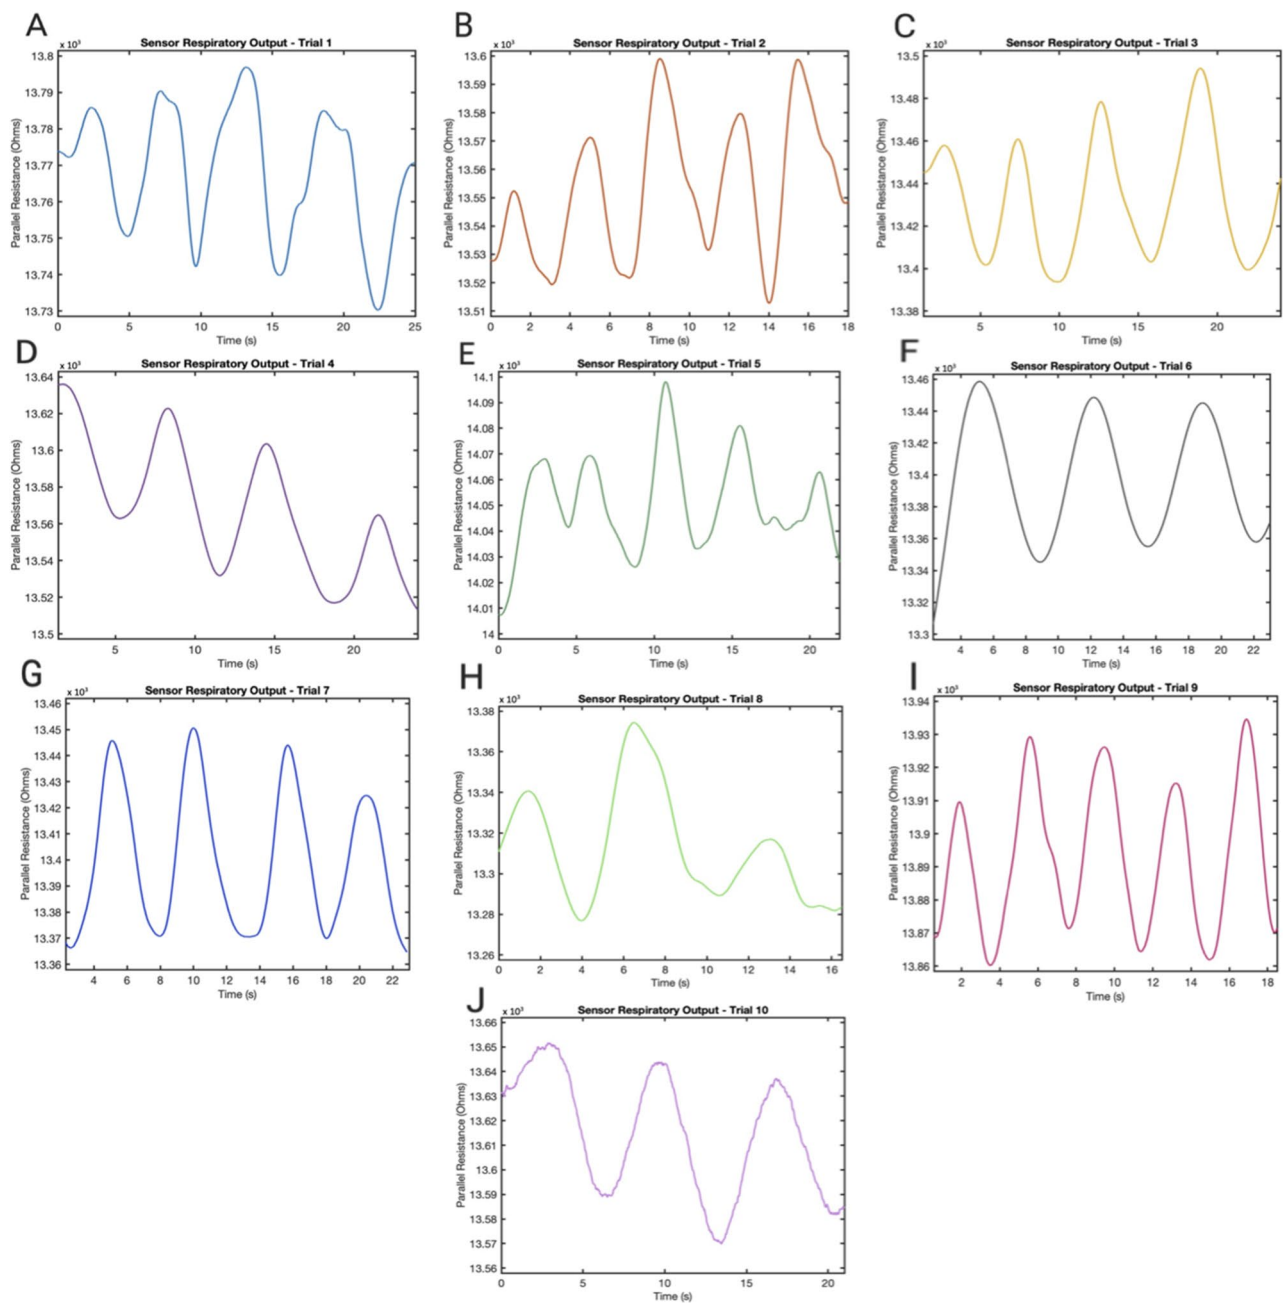 A
Sensor Respiratory Output - Trial 1
x 10³
13.8
13.79
13.78
13.77
13.76
13.75
13.74
13.73
Parallel Resistance (Ohms)
0 5 10 15 20 25
Time (s)
B
Sensor Respiratory Output - Trial 2
x 10³
13.6
13.59
13.58
13.57
13.56
13.55
13.54
13.53
13.52
13.51
Parallel Resistance (Ohms)
0 2 4 6 8 10 12 14 16 18
Time (s)
C
Sensor Respiratory Output - Trial 3
x 10³
13.5
13.48
13.46
13.44
13.42
13.4
13.38
Parallel Resistance (Ohms)
5 10 15 20
Time (s)
D
Sensor Respiratory Output - Trial 4
x 10³
13.64
13.62
13.6
13.58
13.56
13.54
13.52
13.5
Parallel Resistance (Ohms)
5 10 15 20
Time (s)
E
Sensor Respiratory Output - Trial 5
x 10³
14.1
14.09
14.08
14.07
14.06
14.05
14.04
14.03
14.02
14.01
14
Parallel Resistance (Ohms)
0 5 10 15 20
Time (s)
F
Sensor Respiratory Output - Trial 6
x 10³
13.46
13.44
13.42
13.4
13.38
13.36
13.34
13.32
13.3
Parallel Resistance (Ohms)
4 6 8 10 12 14 16 18 20 22
Time (s)
G
Sensor Respiratory Output - Trial 7
x 10³
13.46
13.45
13.44
13.43
13.42
13.41
13.4
13.39
13.38
13.37
13.36
Parallel Resistance (Ohms)
4 6 8 10 12 14 16 18 20 22
Time (s)
H
Sensor Respiratory Output - Trial 8
x 10³
13.38
13.36
13.34
13.32
13.3
13.28
13.26
Parallel Resistance (Ohms)
0 2 4 6 8 10 12 14 16
Time (s)
I
Sensor Respiratory Output - Trial 9
x 10³
13.94
13.93
13.92
13.91
13.9
13.89
13.88
13.87
13.86
Parallel Resistance (Ohms)
2 4 6 8 10 12 14 16 18
Time (s)
J
Sensor Respiratory Output - Trial 10
x 10³
13.66
13.65
13.64
13.63
13.62
13.61
13.6
13.59
13.58
13.57
13.56
Parallel Resistance (Ohms)
0 5 10 15 20
Time (s)